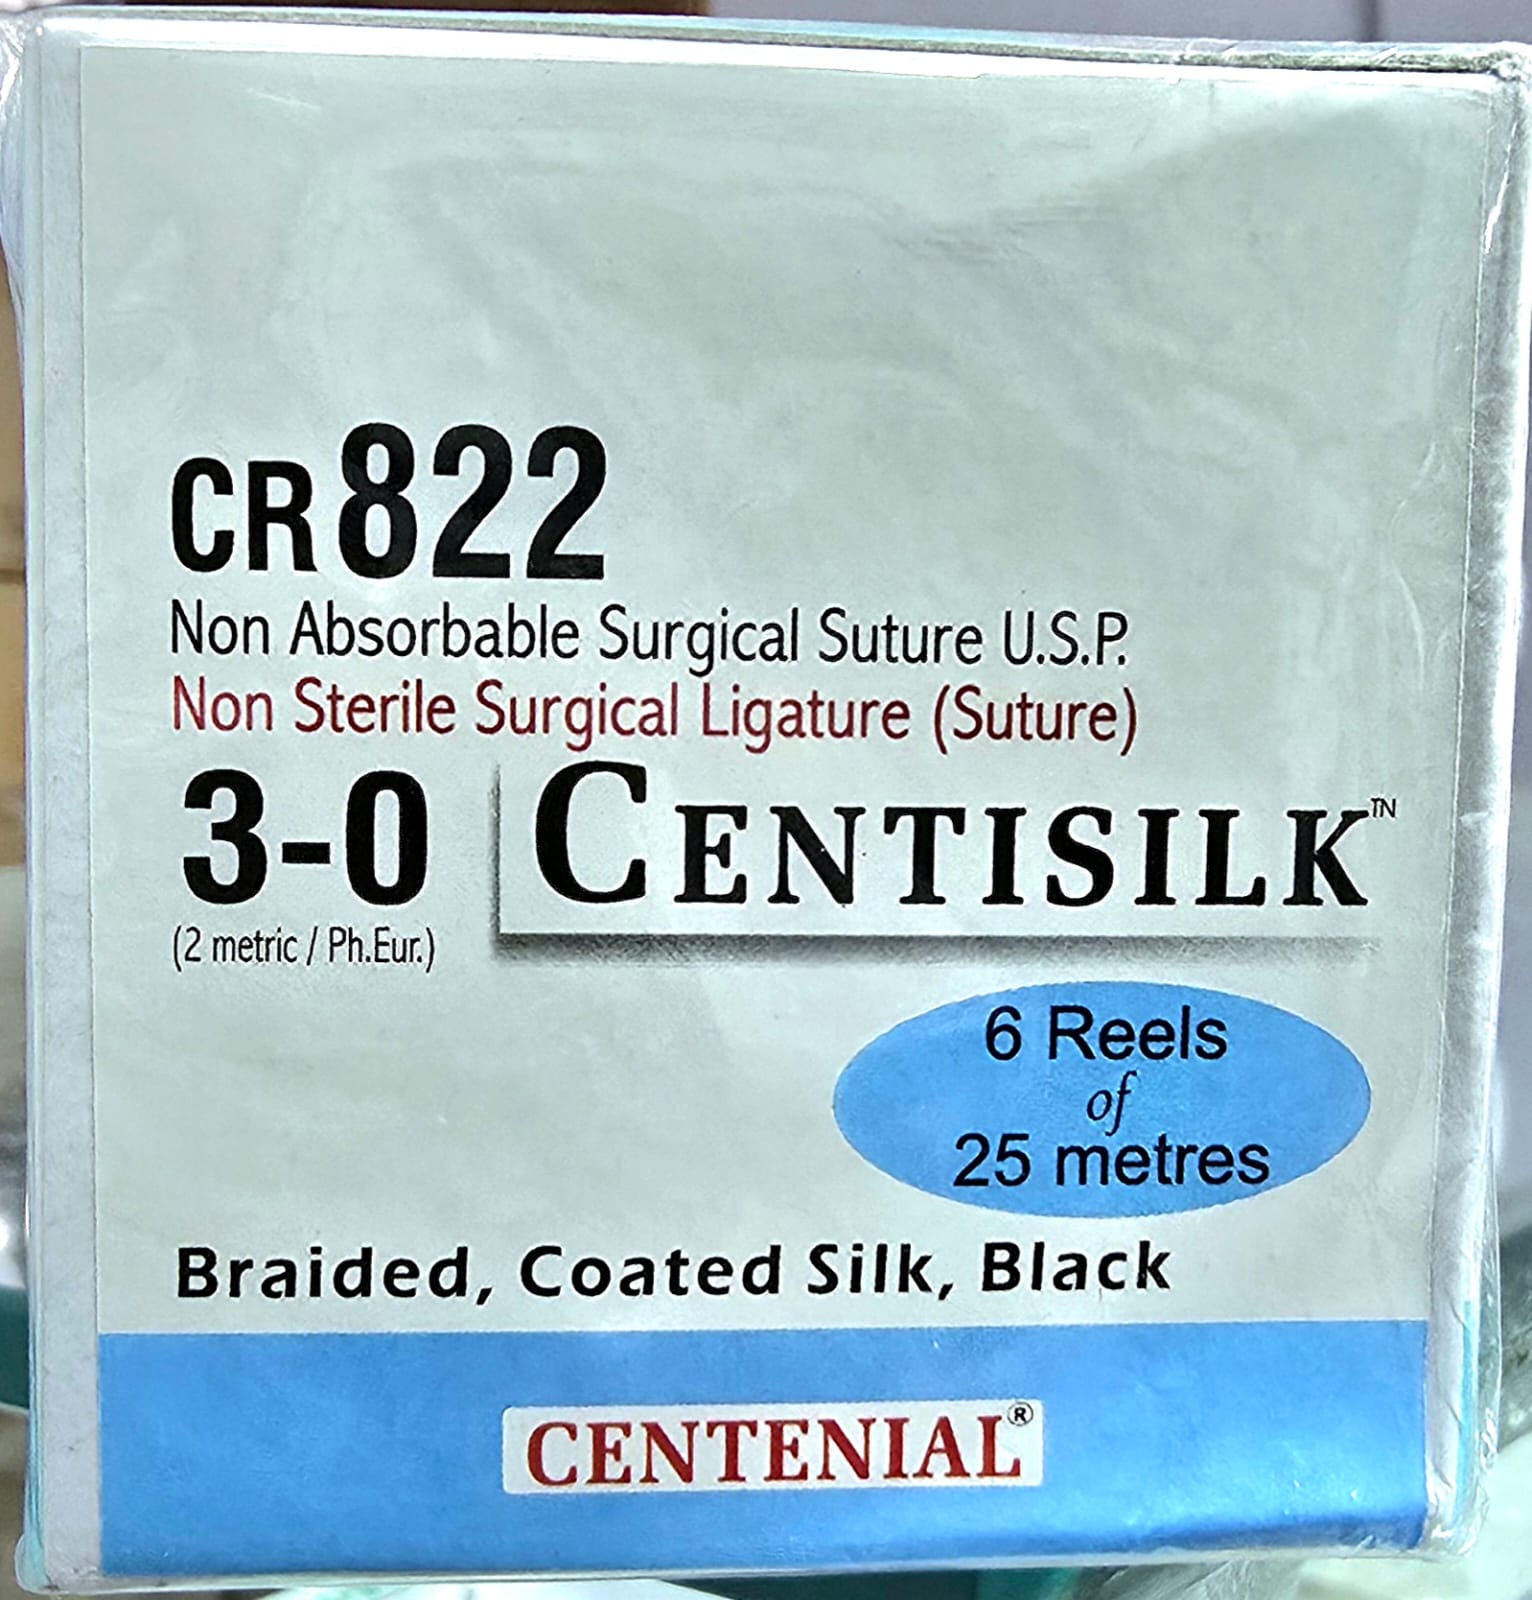 CR822
Non Absorbable Surgical Suture U.S.P.
Non Sterile Surgical Ligature (Suture)
3-0 CENTISILK™
(2 metric / Ph.Eur.)
6 Reels
of
25 metres
Braided, Coated Silk, Black
CENTENIAL®